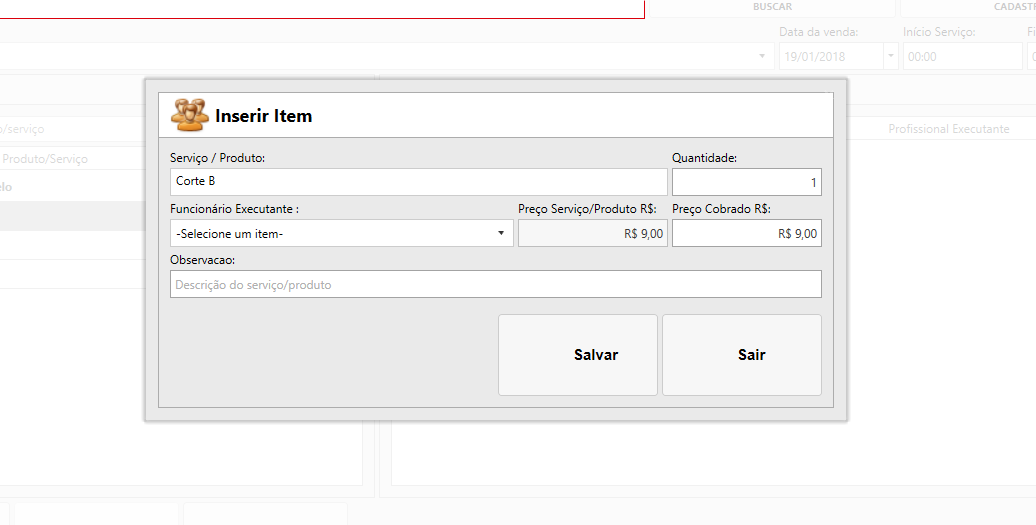 BUSCAR
Data da venda:
Início Serviço:
19/01/2018
00:00
o/serviço
Profissional Executante
Produto/Serviço
elo
Inserir Item
Serviço / Produto:
Quantidade:
Corte B
1
Funcionário Executante :
Preço Serviço/Produto R$:
Preço Cobrado R$:
-Selecione um item-
R$ 9,00
R$ 9,00
Observacao:
Descrição do serviço/produto
Salvar
Sair